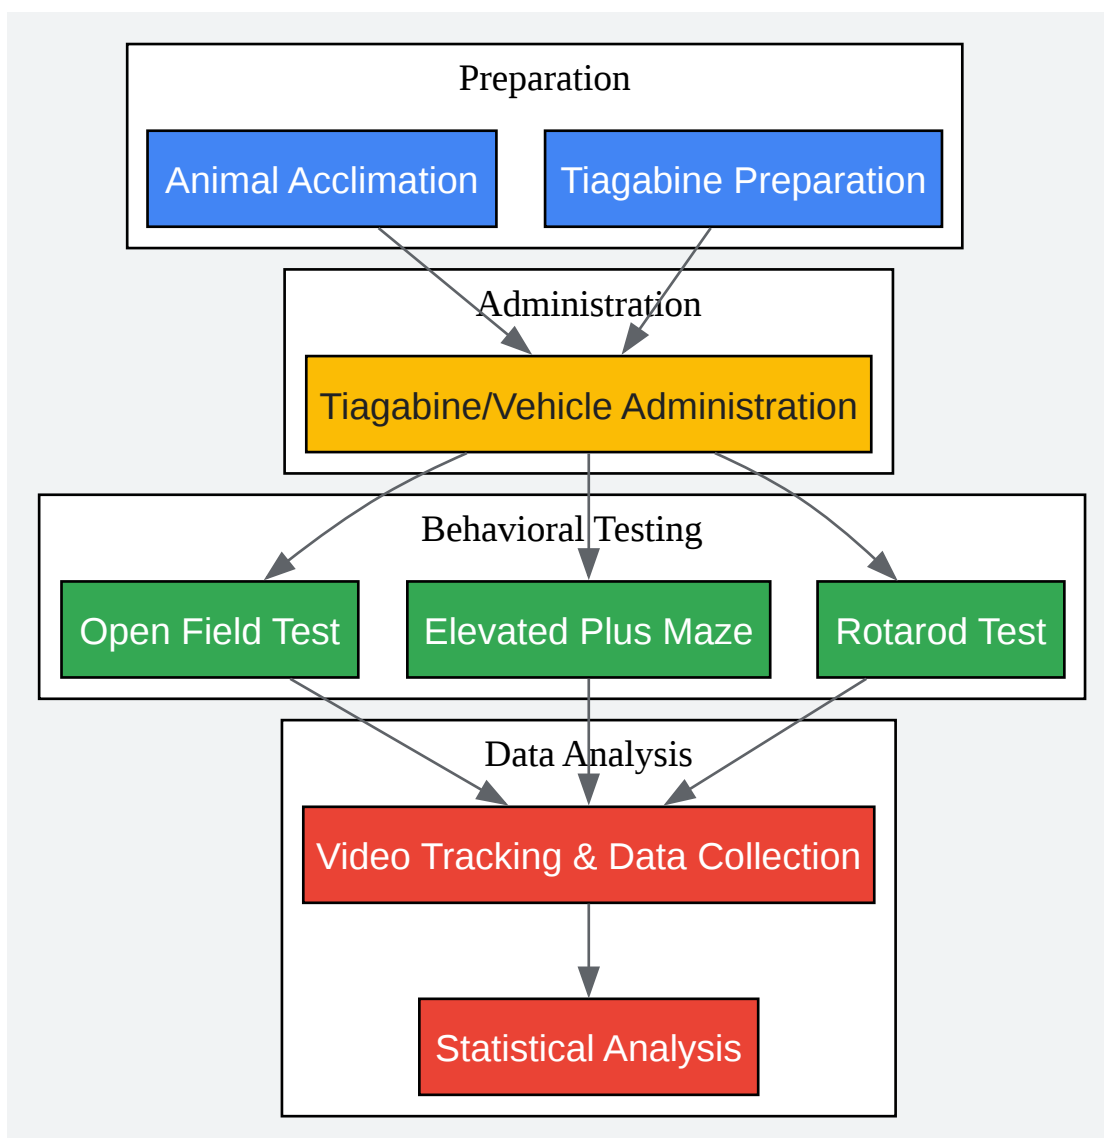 Preparation
Animal Acclimation
Tiagabine Preparation
Administration
Tiagabine/Vehicle Administration
Behavioral Testing
Open Field Test
Elevated Plus Maze
Rotarod Test
Data Analysis
Video Tracking & Data Collection
Statistical Analysis